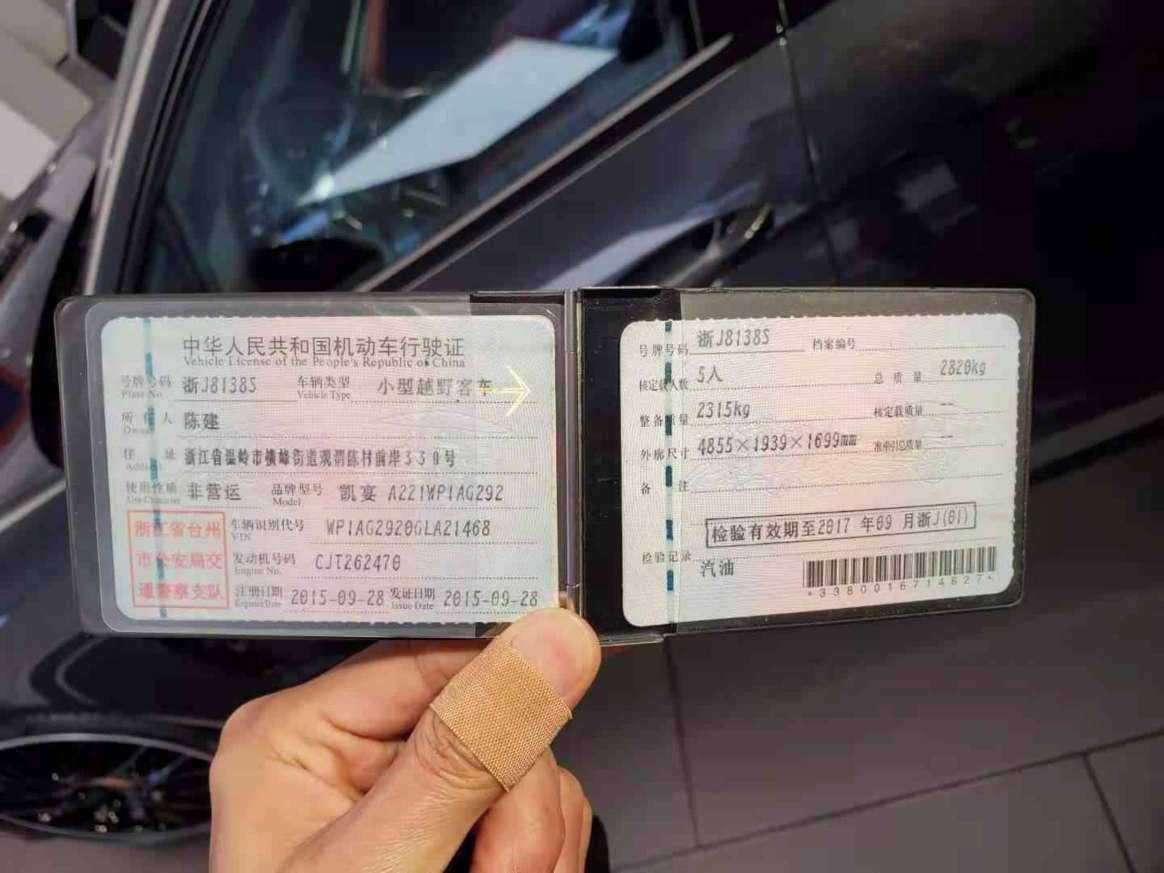 中华人民共和国机动车行驶证
Vehicle License of the People's Republic of China
号牌号码 浙J8138S 车辆类型 小型越野客车
Plate No. Vehicle Type
所有人 陈建
Owner
住址 浙江省温岭市横峰街道观渭陈村前岸330号
Address
使用性质 非营运 品牌型号 凯宴 A221WP1AG292
Use Character Model
浙江省台州
市公安局交
通警察支队
车辆识别代号 WP1AG2920GLA21468
VIN
发动机号码 CJT262470
Engine No.
注册日期 2015-09-28 发证日期 2015-09-28
Register Date Issue Date
号牌号码 浙J8138S 档案编号
核定载人数 5人 总质量 2820kg
整备质量 2315kg 核定载质量 --
外廓尺寸 4855×1939×1699mm 准牵引总质量 --
备注
检验有效期至2017年09月浙J(01)
检验记录
汽油
*3380016714627*